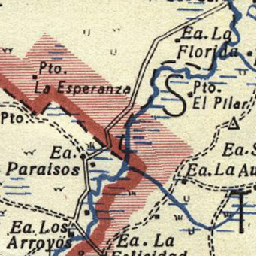 Ea. La
Florida
Pto.
La Esperanza
S
Pto.
El Pilar
Pto.
Ea.
Paraisos
Ea. S
Ea. La Au
Ea. Los
Arroyos
Ea. La
Felicidad